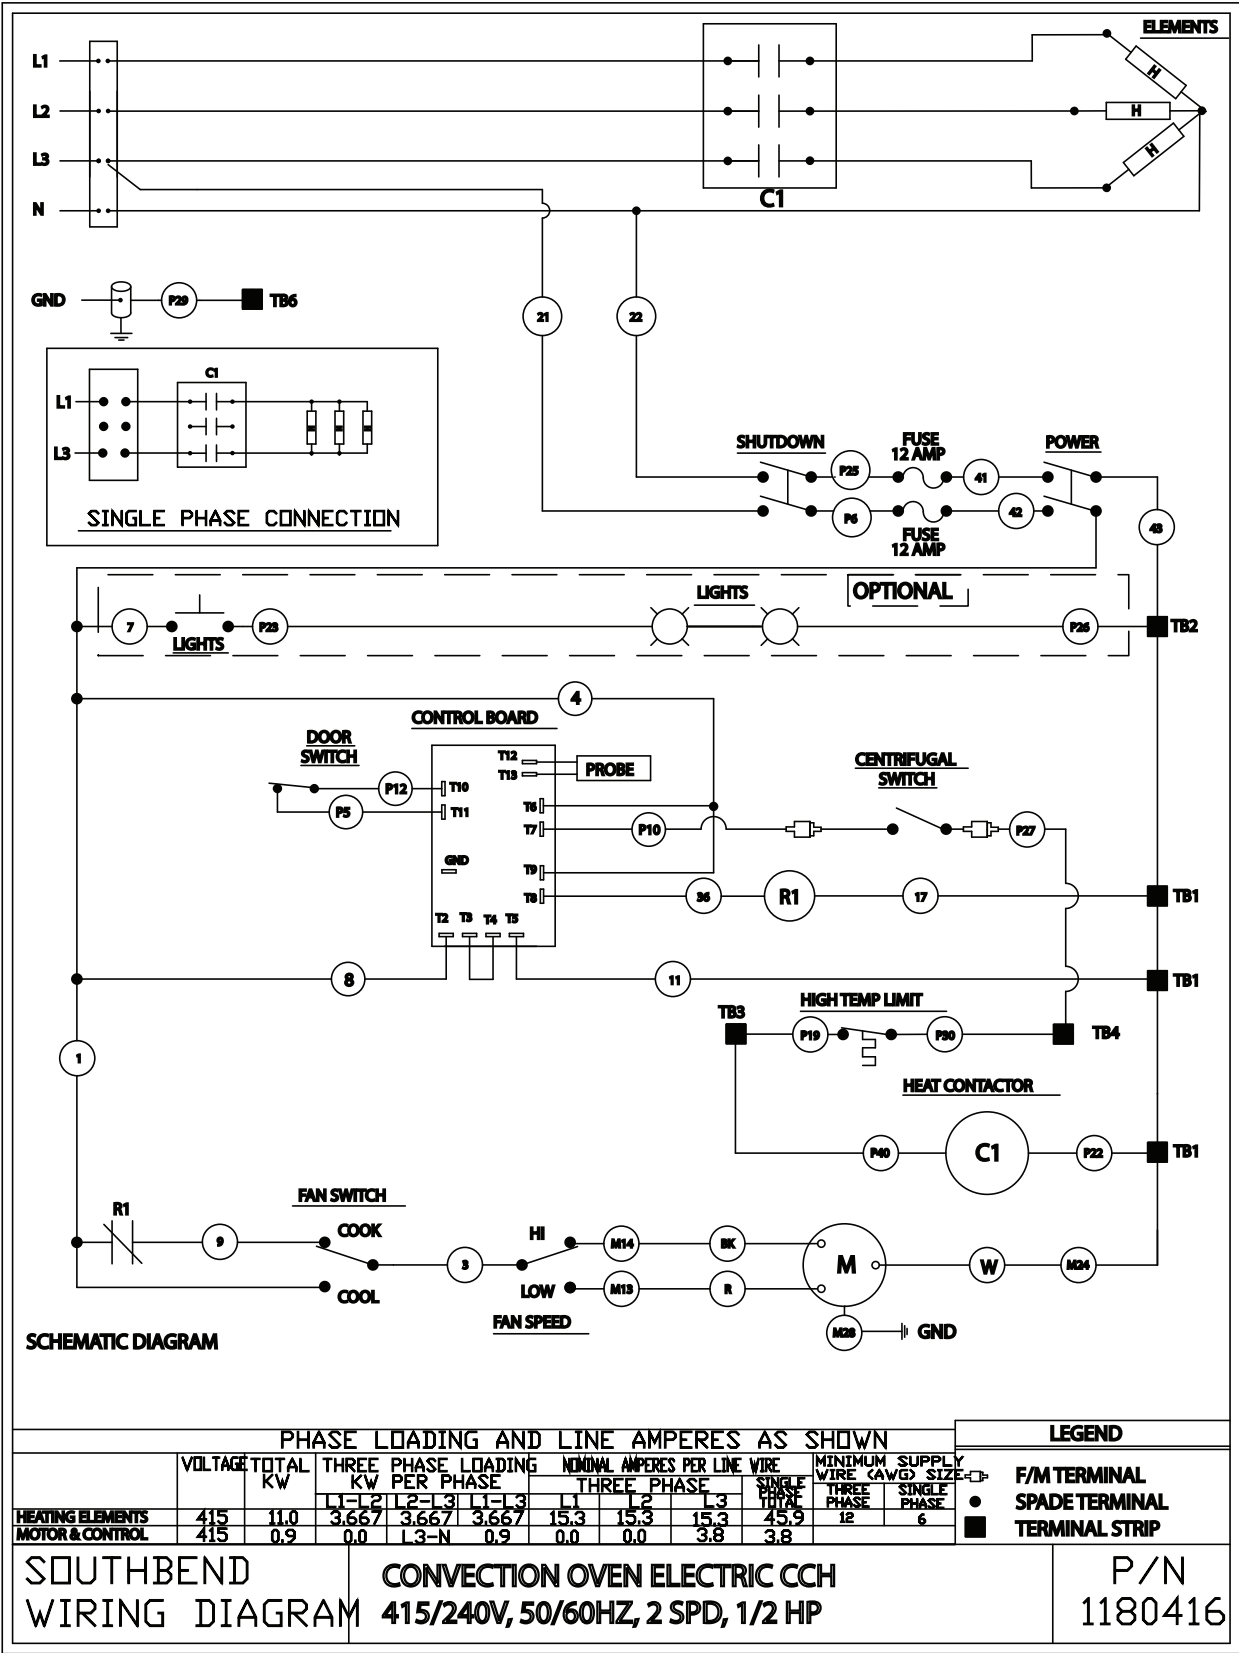 ELEMENTS
L1
L2
L3
N
H
H
H
C1
GND
P29
TB6
21
22
C1
L1
L3
SINGLE PHASE CONNECTION
SHUTDOWN
FUSE
12 AMP
POWER
P25
41
P6
42
FUSE
12 AMP
43
LIGHTS
OPTIONAL
7
P23
P26
TB2
LIGHTS
4
CONTROL BOARD
DOOR
SWITCH
T12
T13
PROBE
CENTRIFUGAL
SWITCH
P12
T10
P5
T11
T6
T7
P10
P27
GND
T9
T8
36
R1
17
TB1
T2
T3
T4
T5
8
11
TB1
HIGH TEMP LIMIT
TB3
P19
P30
TB4
1
HEAT CONTACTOR
P40
C1
P22
TB1
FAN SWITCH
R1
COOK
HI
9
M14
BK
3
M
W
M24
COOL
LOW
M13
R
FAN SPEED
M28
GND
SCHEMATIC DIAGRAM
PHASE LOADING AND LINE AMPERES AS SHOWN
VOLTAGE TOTAL KW THREE PHASE LOADING KW PER PHASE NOMINAL AMPERES PER LINE WIRE MINIMUM SUPPLY WIRE (AWG) SIZE
THREE PHASE SINGLE PHASE TOTAL THREE PHASE SINGLE PHASE
L1-L2 L2-L3 L1-L3 L1 L2 L3
HEATING ELEMENTS 415 11.0 3.667 3.667 3.667 15.3 15.3 15.3 45.9 12 6
MOTOR & CONTROL 415 0.9 0.0 L3-N 0.9 0.0 0.0 3.8 3.8
LEGEND
F/M TERMINAL
SPADE TERMINAL
TERMINAL STRIP
SOUTHBEND
WIRING DIAGRAM
CONVECTION OVEN ELECTRIC CCH
415/240V, 50/60HZ, 2 SPD, 1/2 HP
P/N
1180416